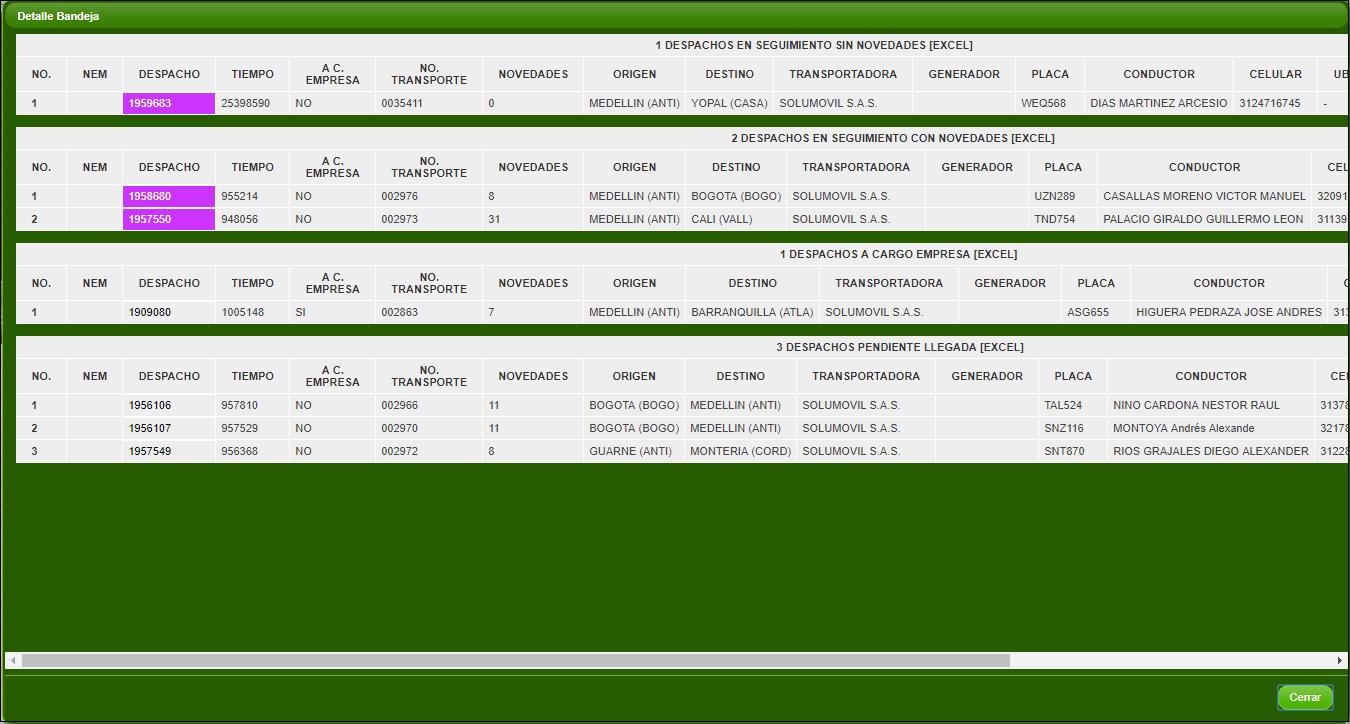 Detalle Bandeja
1 DESPACHOS EN SEGUIMIENTO SIN NOVEDADES [EXCEL]
NO. NEM DESPACHO TIEMPO A C. EMPRESA NO. TRANSPORTE NOVEDADES ORIGEN DESTINO TRANSPORTADORA GENERADOR PLACA CONDUCTOR CELULAR UB
1 1959683 25398590 NO 0035411 0 MEDELLIN (ANTI) YOPAL (CASA) SOLUMOVIL S.A.S. WEQ568 DIAS MARTINEZ ARCESIO 3124716745 -
2 DESPACHOS EN SEGUIMIENTO CON NOVEDADES [EXCEL]
NO. NEM DESPACHO TIEMPO A C. EMPRESA NO. TRANSPORTE NOVEDADES ORIGEN DESTINO TRANSPORTADORA GENERADOR PLACA CONDUCTOR CEL
1 1958680 955214 NO 002976 8 MEDELLIN (ANTI) BOGOTA (BOGO) SOLUMOVIL S.A.S. UZN289 CASALLAS MORENO VICTOR MANUEL 32091
2 1957550 948056 NO 002973 31 MEDELLIN (ANTI) CALI (VALL) SOLUMOVIL S.A.S. TND754 PALACIO GIRALDO GUILLERMO LEON 31139
1 DESPACHOS A CARGO EMPRESA [EXCEL]
NO. NEM DESPACHO TIEMPO A C. EMPRESA NO. TRANSPORTE NOVEDADES ORIGEN DESTINO TRANSPORTADORA GENERADOR PLACA CONDUCTOR
1 1909080 1005148 SI 002863 7 MEDELLIN (ANTI) BARRANQUILLA (ATLA) SOLUMOVIL S.A.S. ASG655 HIGUERA PEDRAZA JOSE ANDRES 313
3 DESPACHOS PENDIENTE LLEGADA [EXCEL]
NO. NEM DESPACHO TIEMPO A C. EMPRESA NO. TRANSPORTE NOVEDADES ORIGEN DESTINO TRANSPORTADORA GENERADOR PLACA CONDUCTOR CEL
1 1956106 957810 NO 002966 11 BOGOTA (BOGO) MEDELLIN (ANTI) SOLUMOVIL S.A.S. TAL524 NINO CARDONA NESTOR RAUL 31378
2 1956107 957529 NO 002970 11 BOGOTA (BOGO) MEDELLIN (ANTI) SOLUMOVIL S.A.S. SNZ116 MONTOYA Andrés Alexande 32178
3 1957549 956368 NO 002972 8 GUARNE (ANTI) MONTERIA (CORD) SOLUMOVIL S.A.S. SNT870 RIOS GRAJALES DIEGO ALEXANDER 31228
Cerrar